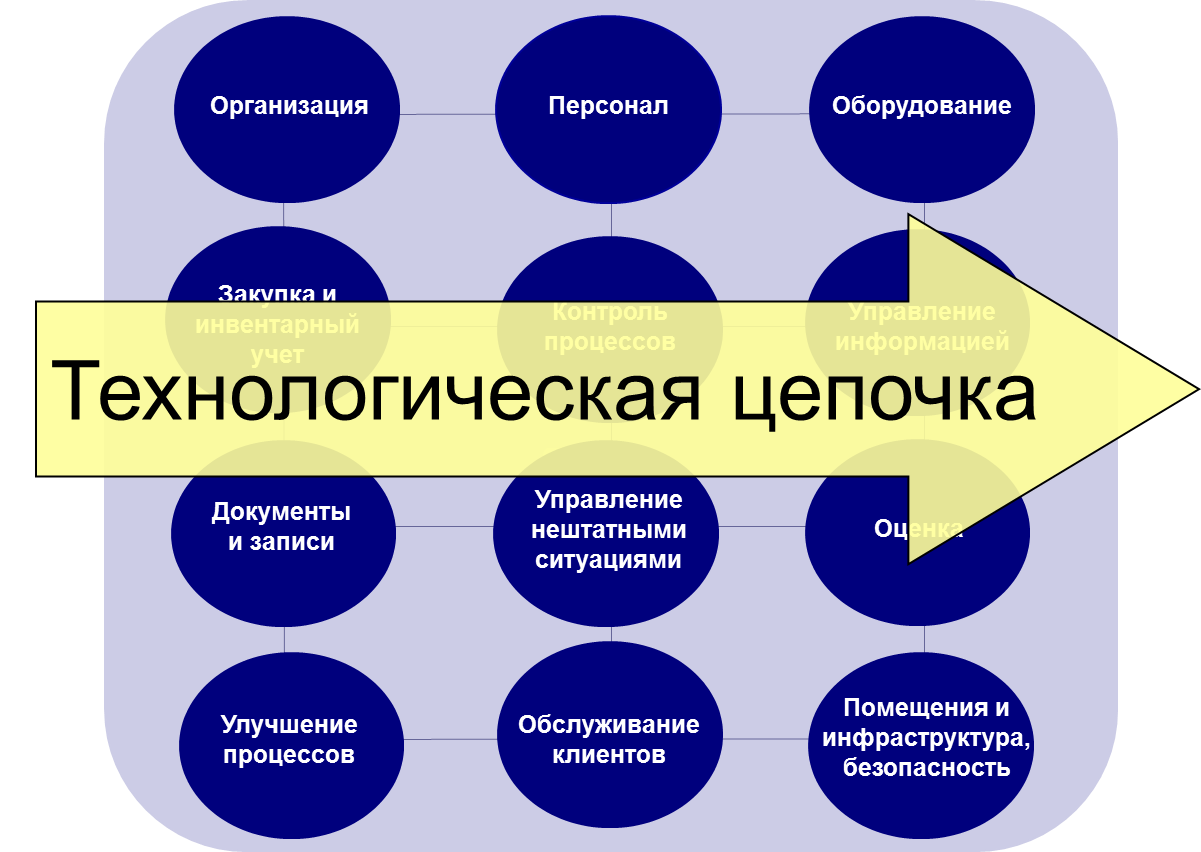 Организация
Персонал
Оборудование
Закупка и
инвентарный
учет
Контроль
процессов
Управление
информацией
Технологическая цепочка
Документы
и записи
Управление
нештатными
ситуациями
Оценка
Улучшение
процессов
Обслуживание
клиентов
Помещения и
инфраструктура,
безопасность